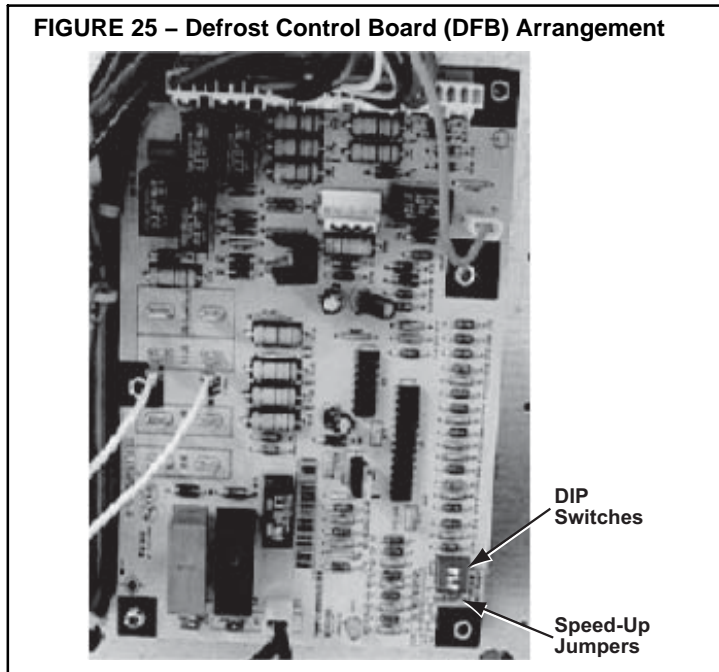 FIGURE 25 – Defrost Control Board (DFB) Arrangement
DIP
Switches
Speed-Up
Jumpers